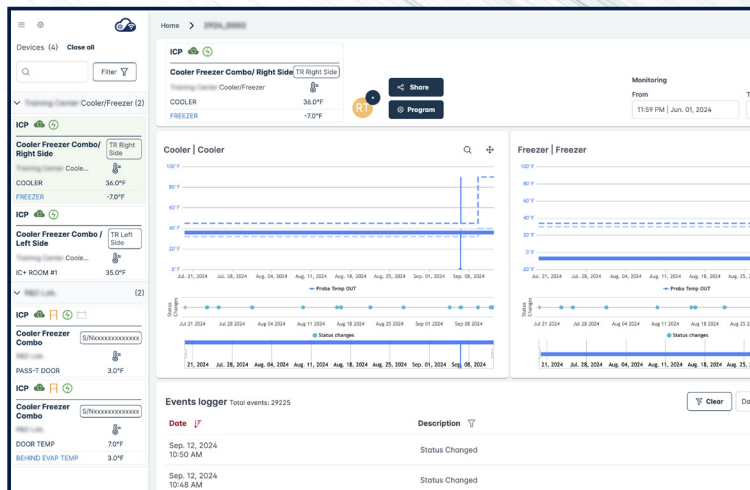 Home
Devices (4) Close all
Filter
Cooler/Freezer (2)
ICP
Cooler Freezer Combo/ Right Side
TR Right Side
Coole...
COOLER 36.0°F
FREEZER -7.0°F
ICP
Cooler Freezer Combo / Left Side
TR Left Side
Coole...
IC+ ROOM #1 35.0°F
(2)
ICP
Cooler Freezer Combo
S/Nxxxxxxxxxxxxx
PASS-T DOOR 3.0°F
ICP
Cooler Freezer Combo
S/Nxxxxxxxxxxxxx
DOOR TEMP 7.0°F
BEHIND EVAP TEMP 3.0°F
ICP
Cooler Freezer Combo/ Right Side TR Right Side
Cooler/Freezer
COOLER 36.0°F
FREEZER -7.0°F
RT
Share
Program
Monitoring
From
11:59 PM | Jun. 01, 2024
Cooler | Cooler
100°F
80°F
60°F
40°F
20°F
0°F
Jul. 21, 2024 Jul. 28, 2024 Aug. 04, 2024 Aug. 11, 2024 Aug. 18, 2024 Aug. 25, 2024 Sep. 01, 2024 Sep. 08, 2024
Proba Temp OUT
Status Changes
Jul 21 2024 Jul 28 2024 Aug 04 2024 Aug 11 2024 Aug 18 2024 Aug 25 2024 Sep 01 2024 Sep 08 2024
Status changes
21, 2024 Jul. 28, 2024 Aug. 04, 2024 Aug. 11, 2024 Aug. 18, 2024 Aug. 25, 2024 Sep. 01, 2024 Sep. 08, 2024
Freezer | Freezer
100°F
80°F
60°F
40°F
20°F
0°F
-20°F
Jul. 21, 2024 Jul. 28, 2024 Aug. 04, 2024 Aug. 11, 2024 Aug. 18, 2024 Aug. 25,
Proba Temp OUT
Status Changes
Jul 21 2024 Jul 28 2024 Aug 04 2024 Aug 11 2024 Aug 18 2024 Aug 25 2
Status changes
21, 2024 Jul. 28, 2024 Aug. 04, 2024 Aug. 11, 2024 Aug. 18, 2024 Aug. 25, 2024
Events logger Total events: 29225
Clear
Da
Date Description
Sep. 12, 2024
10:50 AM
Status Changed
Sep. 12, 2024
10:48 AM
Status Changed